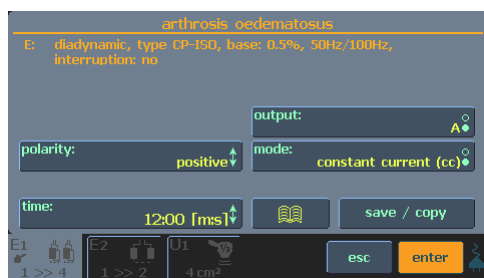 arthrosis oedematosus
E: diadynamic, type CP-ISO, base: 0.5%, 50Hz/100Hz,
interruption: no
output:
A
polarity:
positive
mode:
constant current (cc)
time:
12:00 [m:s]
save / copy
E1
1 >> 4
E2
1 >> 2
U1
4 cm²
esc
enter